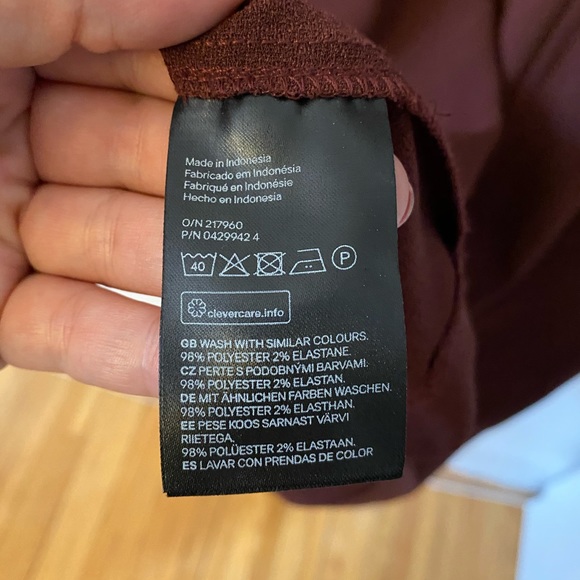 Made in Indonesia
Fabricado em Indonésia
Fabriqué en Indonésie
Hecho en Indonesia
O/N 217960
P/N 0429942 4
40 P
clevercare.info
GB WASH WITH SIMILAR COLOURS.
98% POLYESTER 2% ELASTANE.
CZ PERTE S PODOBNÝMI BARVAMI.
98% POLYESTER 2% ELASTAN.
DE MIT ÄHNLICHEN FARBEN WASCHEN.
98% POLYESTER 2% ELASTHAN.
EE PESE KOOS SARNAST VÄRVI
RIIETEGA.
98% POLÜESTER 2% ELASTAAN.
ES LAVAR CON PRENDAS DE COLOR